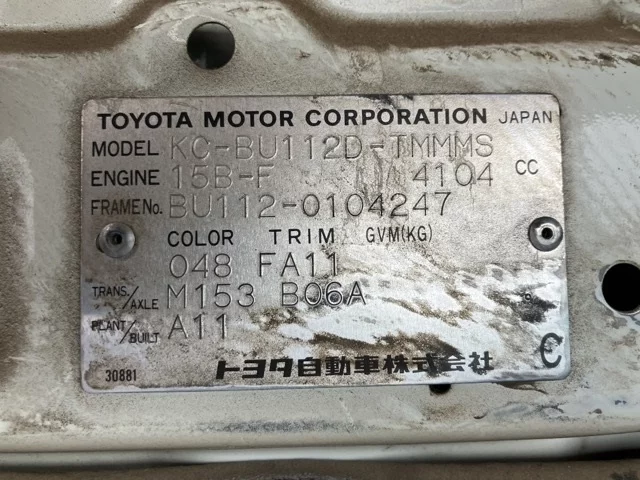 TOYOTA MOTOR CORPORATION JAPAN
MODEL KC-BU112D-TMMMS
ENGINE 15B-F 4104 CC
FRAME No. BU112-0104247
COLOR TRIM GVM(KG)
048 FA11
TRANS./AXLE M153 B06A
PLANT/BUILT A11
トヨタ自動車株式会社
30881 C